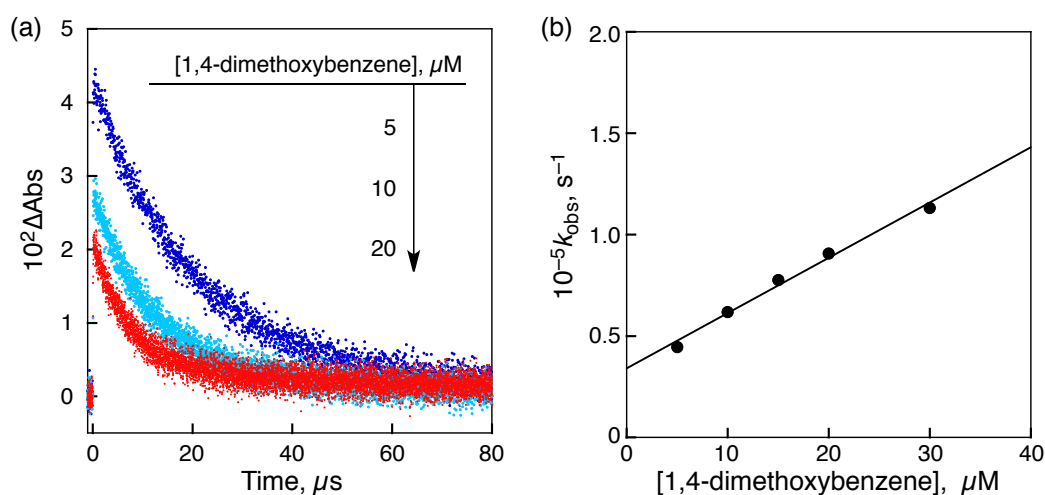 (a)
[1,4-dimethoxybenzene], μM
5
10
20
10²ΔAbs
5
4
3
2
1
0
0 20 40 60 80
Time, μs
(b)
10⁻⁵k_obs, s⁻¹
2.0
1.5
1.0
0.5
0
0 10 20 30 40
[1,4-dimethoxybenzene], μM